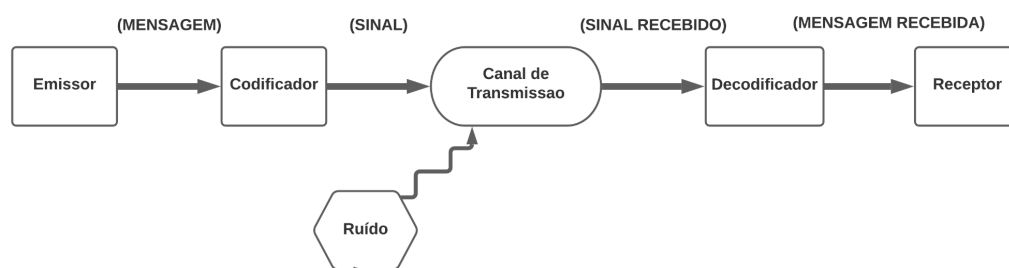 (MENSAGEM)
(SINAL)
(SINAL RECEBIDO)
(MENSAGEM RECEBIDA)
Emissor
Codificador
Canal de
Transmissao
Decodificador
Receptor
Ruído